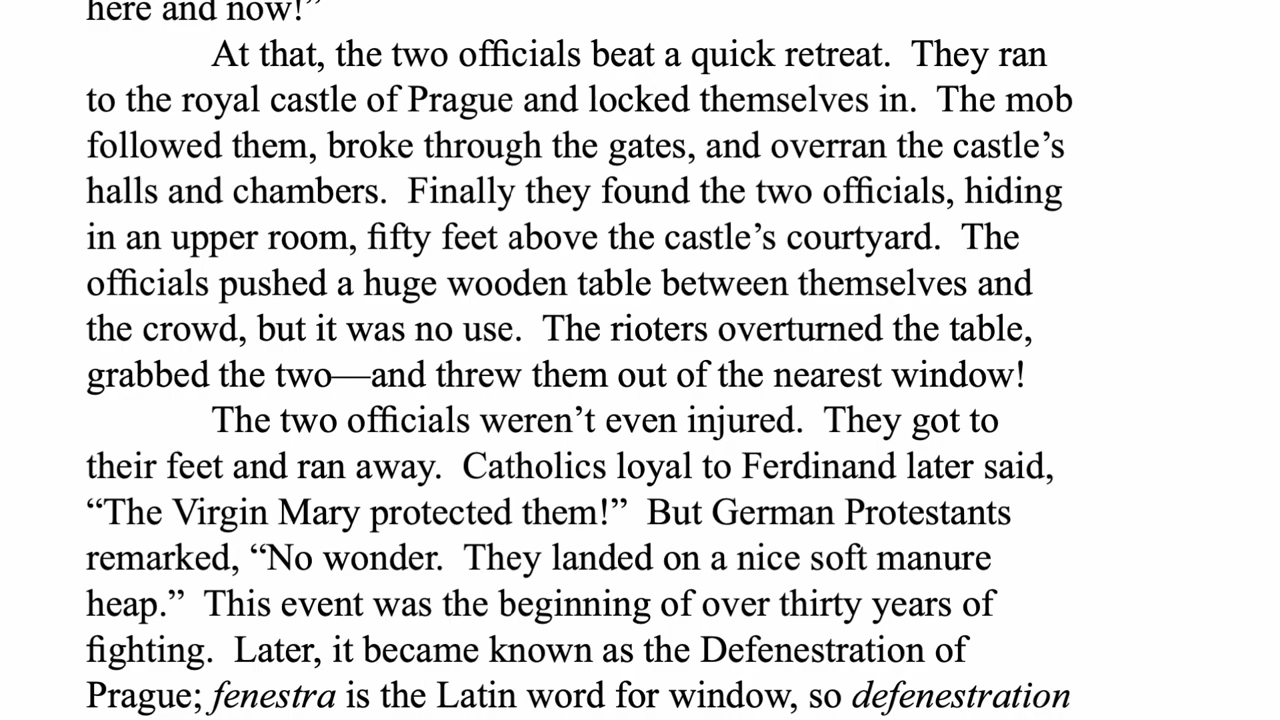 here and now!”
At that, the two officials beat a quick retreat.  They ran
to the royal castle of Prague and locked themselves in.  The mob
followed them, broke through the gates, and overran the castle’s
halls and chambers.  Finally they found the two officials, hiding
in an upper room, fifty feet above the castle’s courtyard.  The
officials pushed a huge wooden table between themselves and
the crowd, but it was no use.  The rioters overturned the table,
grabbed the two—and threw them out of the nearest window!
The two officials weren’t even injured.  They got to
their feet and ran away.  Catholics loyal to Ferdinand later said,
“The Virgin Mary protected them!”  But German Protestants
remarked, “No wonder.  They landed on a nice soft manure
heap.”  This event was the beginning of over thirty years of
fighting.  Later, it became known as the Defenestration of
Prague; fenestra is the Latin word for window, so defenestration